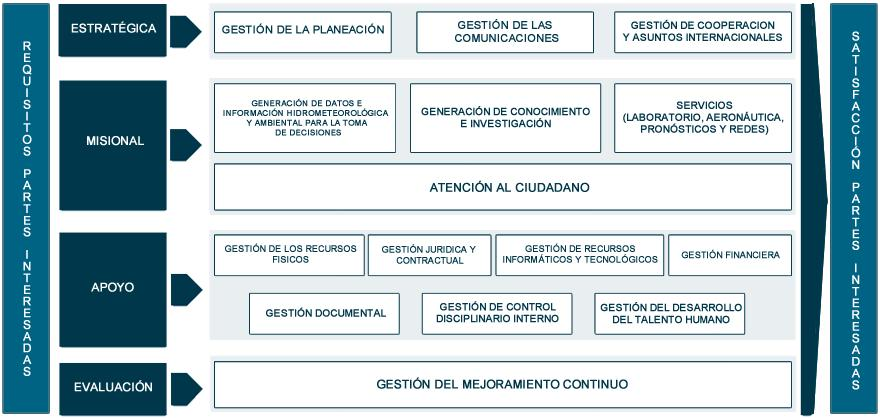 REQUISITOS PARTES INTERESADAS
ESTRATÉGICA
GESTIÓN DE LA PLANEACIÓN
GESTIÓN DE LAS
COMUNICACIONES
GESTIÓN DE COOPERACION
Y ASUNTOS INTERNACIONALES
MISIONAL
GENERACIÓN DE DATOS E
INFORMACIÓN HIDROMETEOROLÓGICA
Y AMBIENTAL PARA LA TOMA
DE DECISIONES
GENERACIÓN DE CONOCIMIENTO
E INVESTIGACIÓN
SERVICIOS
(LABORATORIO, AERONÁUTICA,
PRONÓSTICOS Y REDES)
ATENCIÓN AL CIUDADANO
APOYO
GESTIÓN DE LOS RECURSOS
FISICOS
GESTIÓN JURIDICA Y
CONTRACTUAL
GESTIÓN DE RECURSOS
INFORMÁTICOS Y TECNOLÓGICOS
GESTIÓN FINANCIERA
GESTIÓN DOCUMENTAL
GESTIÓN DE CONTROL
DISCIPLINARIO INTERNO
GESTIÓN DEL DESARROLLO
DEL TALENTO HUMANO
EVALUACIÓN
GESTIÓN DEL MEJORAMIENTO CONTINUO
SATISFACCIÓN PARTES INTERESADAS